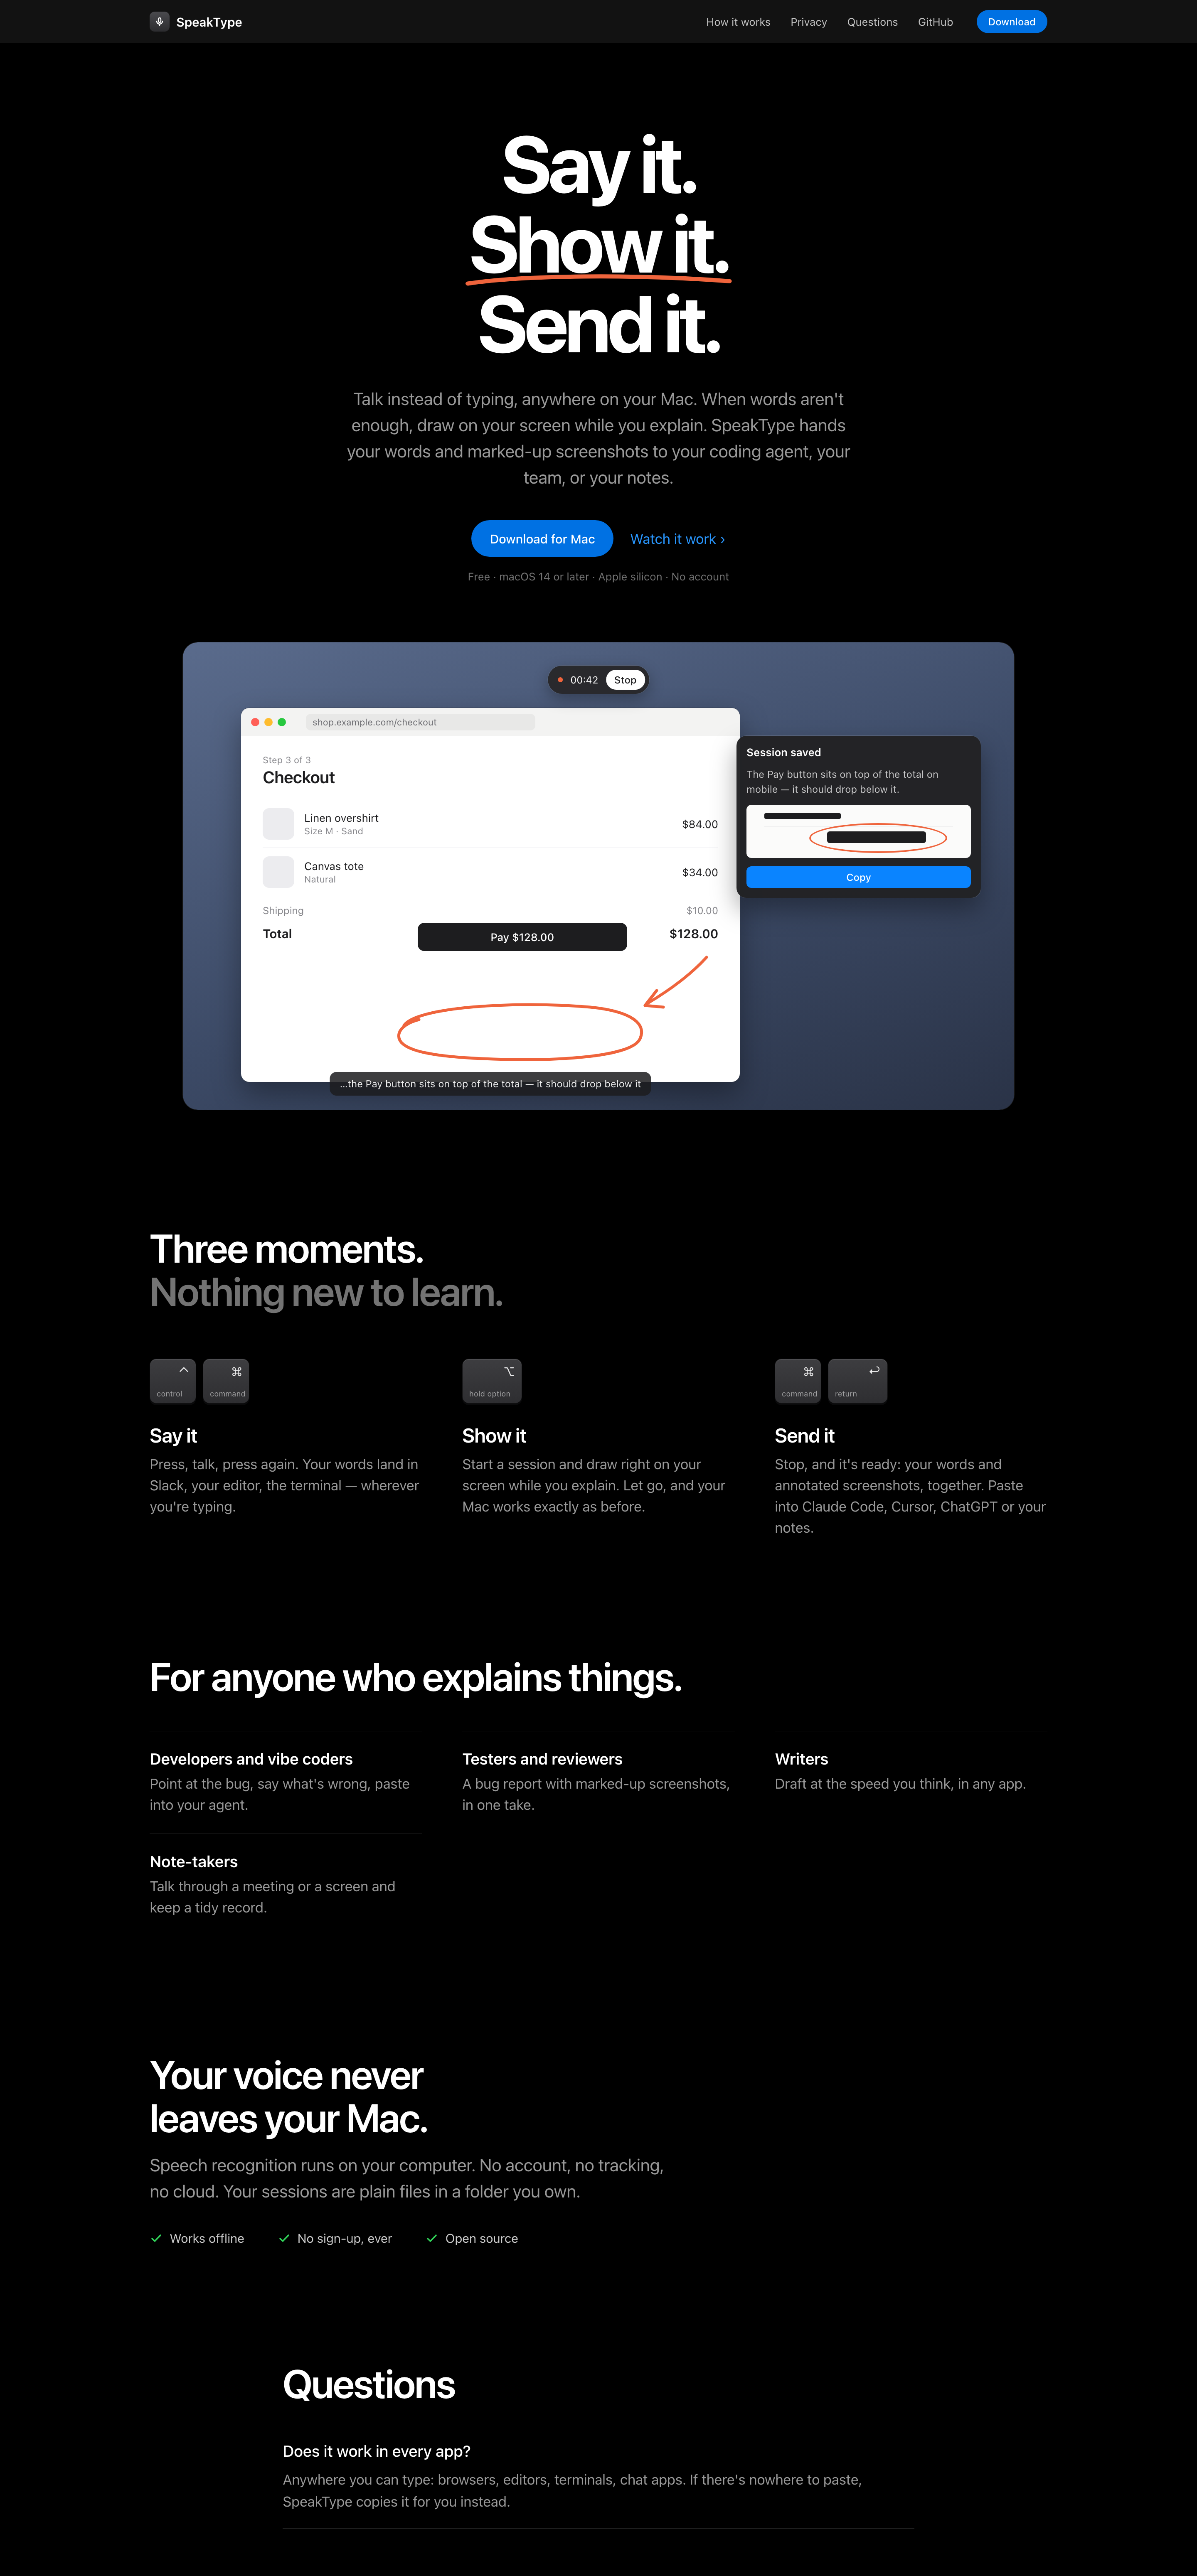 SpeakType
How it works Privacy Questions GitHub Download
Say it.
Show it.
Send it.
Talk instead of typing, anywhere on your Mac. When words aren't
enough, draw on your screen while you explain. SpeakType hands
your words and marked-up screenshots to your coding agent, your
team, or your notes.
Download for Mac Watch it work ›
Free · macOS 14 or later · Apple silicon · No account
00:42 Stop
shop.example.com/checkout
Step 3 of 3
Checkout
Linen overshirt
Size M · Sand
$84.00
Canvas tote
Natural
$34.00
Shipping $10.00
Total Pay $128.00 $128.00
…the Pay button sits on top of the total — it should drop below it
Session saved
The Pay button sits on top of the total on
mobile — it should drop below it.
Copy
Three moments.
Nothing new to learn.
⌃ control ⌘ command
Say it
Press, talk, press again. Your words land in
Slack, your editor, the terminal — wherever
you're typing.
⌥ hold option
Show it
Start a session and draw right on your
screen while you explain. Let go, and your
Mac works exactly as before.
⌘ command ↩ return
Send it
Stop, and it's ready: your words and
annotated screenshots, together. Paste
into Claude Code, Cursor, ChatGPT or your
notes.
For anyone who explains things.
Developers and vibe coders
Point at the bug, say what's wrong, paste
into your agent.
Testers and reviewers
A bug report with marked-up screenshots,
in one take.
Writers
Draft at the speed you think, in any app.
Note-takers
Talk through a meeting or a screen and
keep a tidy record.
Your voice never
leaves your Mac.
Speech recognition runs on your computer. No account, no tracking,
no cloud. Your sessions are plain files in a folder you own.
Works offline No sign-up, ever Open source
Questions
Does it work in every app?
Anywhere you can type: browsers, editors, terminals, chat apps. If there's nowhere to paste,
SpeakType copies it for you instead.